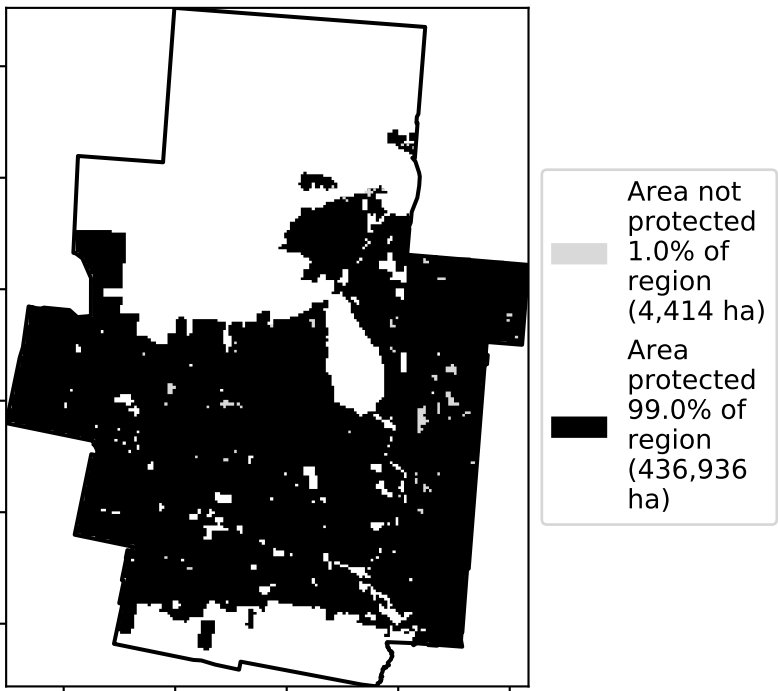 Area not
protected
1.0% of
region
(4,414 ha)
Area
protected
99.0% of
region
(436,936
ha)